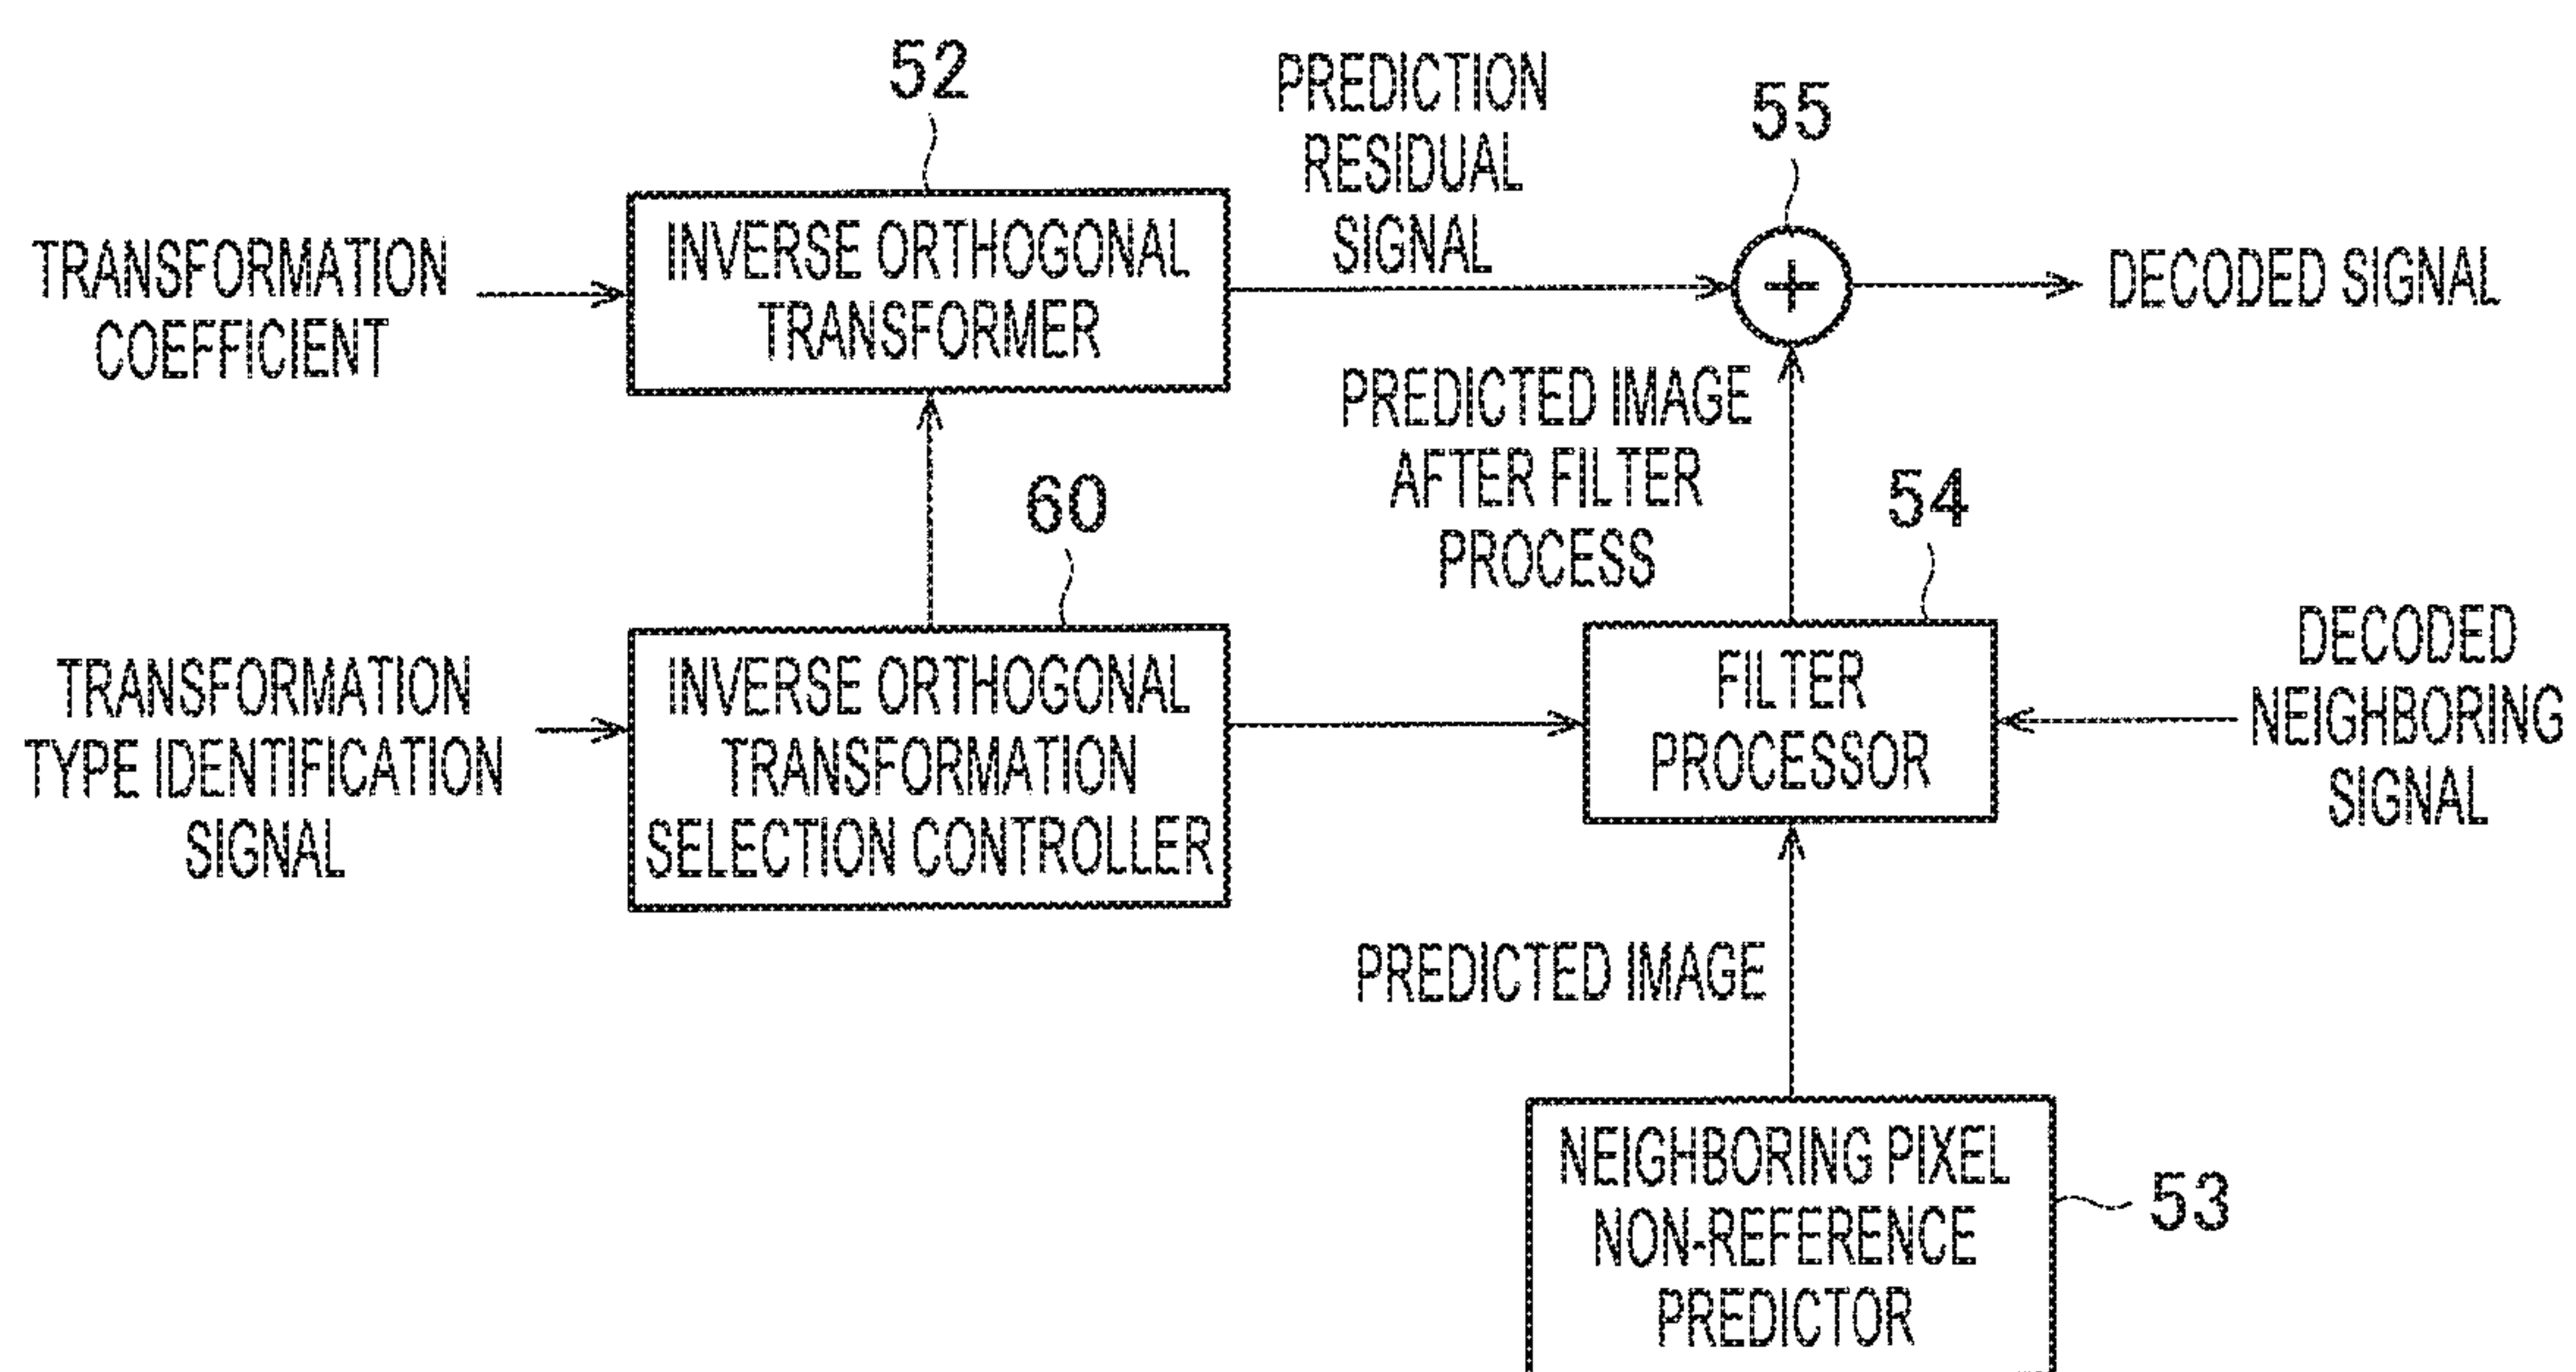 52
PREDICTION
RESIDUAL
SIGNAL
55
TRANSFORMATION
COEFFICIENT
INVERSE ORTHOGONAL
TRANSFORMER
+
DECODED SIGNAL
PREDICTED IMAGE
AFTER FILTER
PROCESS
60
54
TRANSFORMATION
TYPE IDENTIFICATION
SIGNAL
INVERSE ORTHOGONAL
TRANSFORMATION
SELECTION CONTROLLER
FILTER
PROCESSOR
DECODED
NEIGHBORING
SIGNAL
PREDICTED IMAGE
NEIGHBORING PIXEL
NON-REFERENCE
PREDICTOR
53